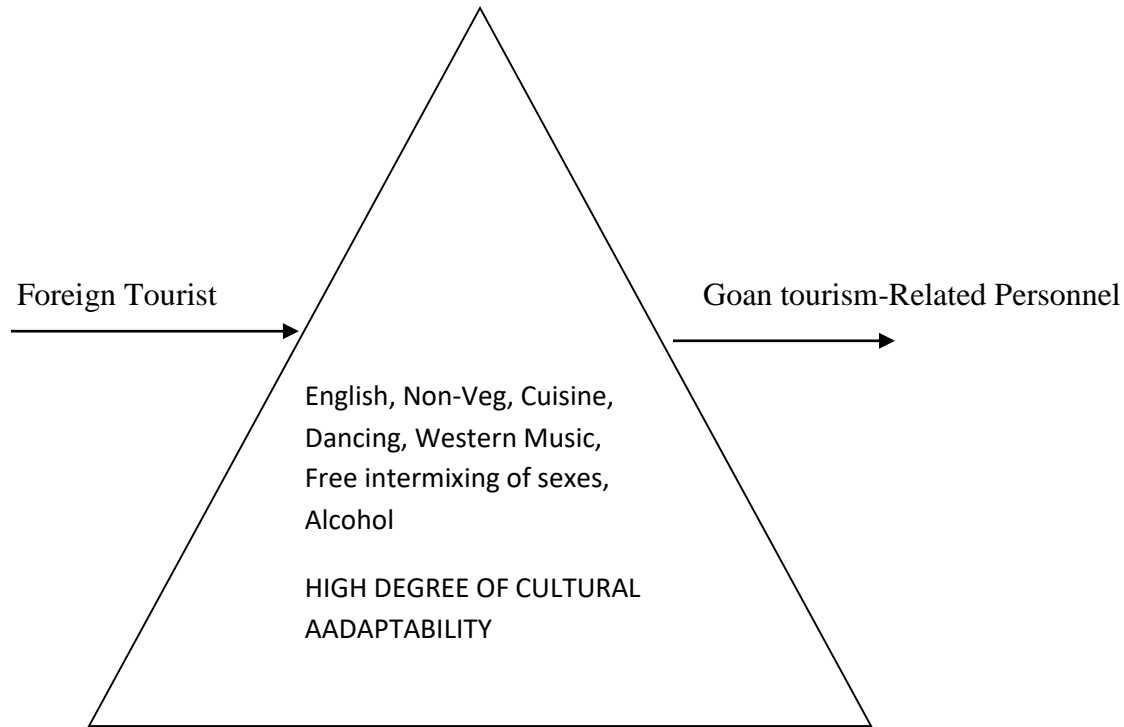 Foreign Tourist
Goan tourism-Related Personnel
English, Non-Veg, Cuisine,
Dancing, Western Music,
Free intermixing of sexes,
Alcohol
HIGH DEGREE OF CULTURAL
AADAPTABILITY